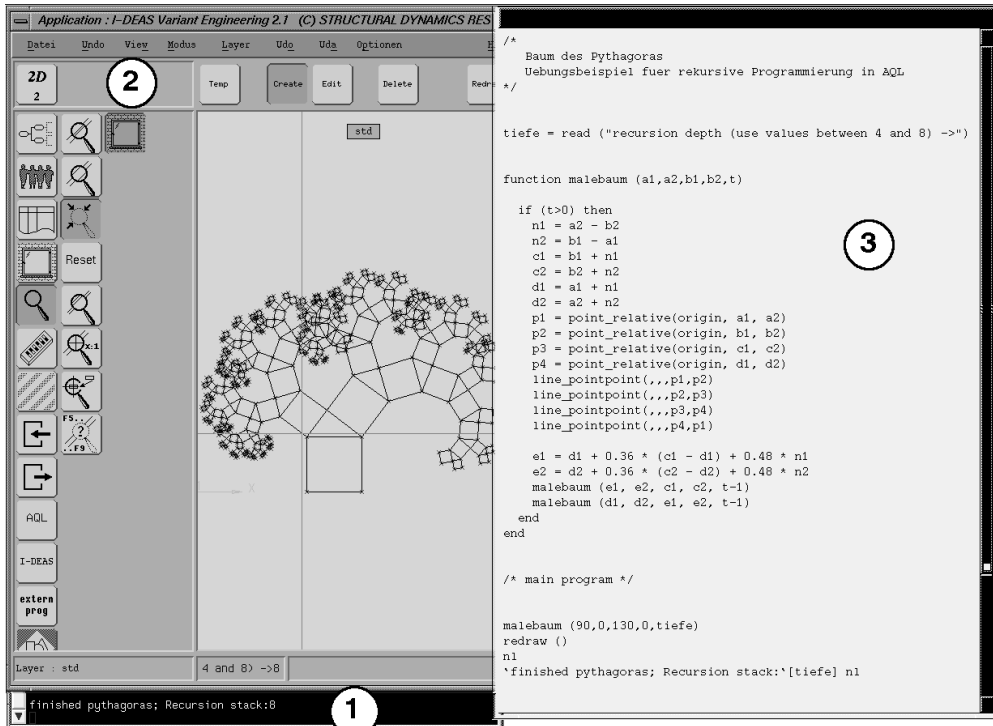 Application : I-DEAS Variant Engineering 2.1 (C) STRUCTURAL DYNAMICS RES
Datei Undo View Modus Layer Udo Uda Optionen
2D
2
2
Temp Create Edit Delete Redr
std
Reset
x:1
F5..
?
..F9
X
AQL
I-DEAS
extern
prog
Layer : std
4 and 8) ->8
finished pythagoras; Recursion stack:8
1
/*
Baum des Pythagoras
Uebungsbeispiel fuer rekursive Programmierung in AQL
*/
tiefe = read ("recursion depth (use values between 4 and 8) ->")
function malebaum (a1,a2,b1,b2,t)
if (t>0) then
n1 = a2 - b2
n2 = b1 - a1
c1 = b1 + n1
c2 = b2 + n2
d1 = a1 + n1
d2 = a2 + n2
p1 = point_relative(origin, a1, a2)
p2 = point_relative(origin, b1, b2)
p3 = point_relative(origin, c1, c2)
p4 = point_relative(origin, d1, d2)
line_pointpoint(,,,p1,p2)
line_pointpoint(,,,p2,p3)
line_pointpoint(,,,p3,p4)
line_pointpoint(,,,p4,p1)
e1 = d1 + 0.36 * (c1 - d1) + 0.48 * n1
e2 = d2 + 0.36 * (c2 - d2) + 0.48 * n2
malebaum (e1, e2, c1, c2, t-1)
malebaum (d1, d2, e1, e2, t-1)
end
end
/* main program */
malebaum (90,0,130,0,tiefe)
redraw ()
nl
‘finished pythagoras; Recursion stack:‘[tiefe] nl
3